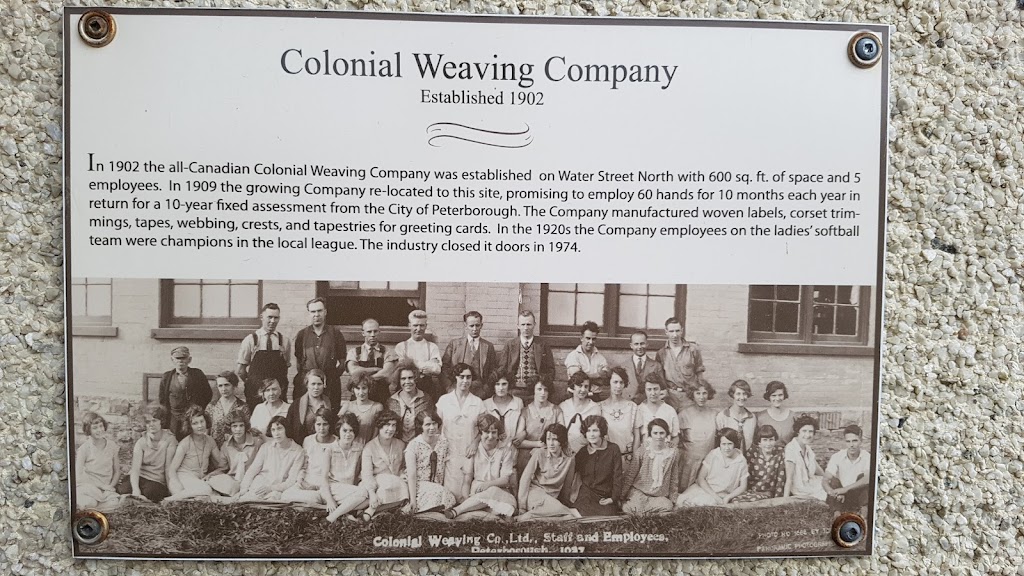 Colonial Weaving Company
Established 1902
In 1902 the all-Canadian Colonial Weaving Company was established on Water Street North with 600 sq. ft. of space and 5
employees. In 1909 the growing Company re-located to this site, promising to employ 60 hands for 10 months each year in
return for a 10-year fixed assessment from the City of Peterborough. The Company manufactured woven labels, corset trim-
mings, tapes, webbing, crests, and tapestries for greeting cards. In the 1920s the Company employees on the ladies' softball
team were champions in the local league. The industry closed it doors in 1974.
Colonial Weaving Co., Ltd., Staff and Employees,
Peterborough, 1927